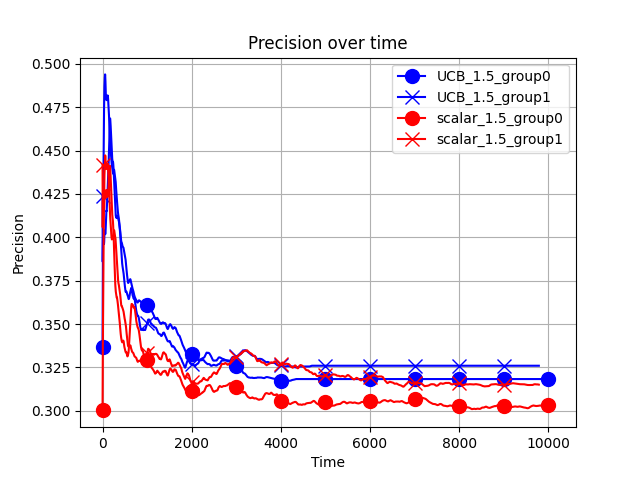 Precision over time
0.500
0.475
0.450
0.425
0.400
0.375
0.350
0.325
0.300
Precision
UCB_1.5_group0
UCB_1.5_group1
scalar_1.5_group0
scalar_1.5_group1
0
2000
4000
6000
8000
10000
Time